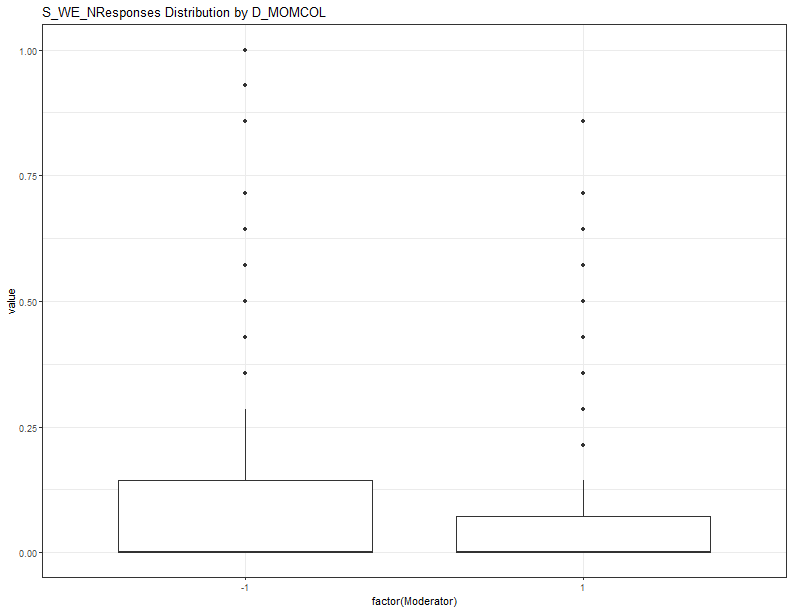 S_WE_NResponses Distribution by D_MOMCOL
1.00
0.75
value
0.50
0.25
0.00
-1
1
factor(Moderator)